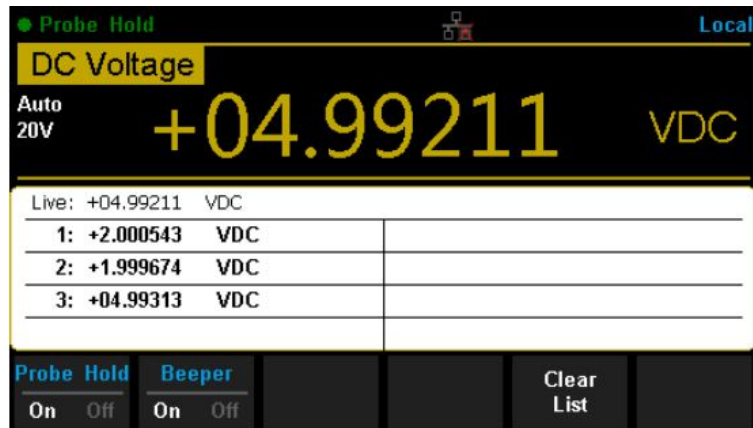 Probe Hold Local
DC Voltage
Auto
20V +04.99211 VDC
Live: +04.99211 VDC
1: +2.000543 VDC
2: +1.999674 VDC
3: +04.99313 VDC
Probe Hold Beeper
Clear
List
On Off On Off